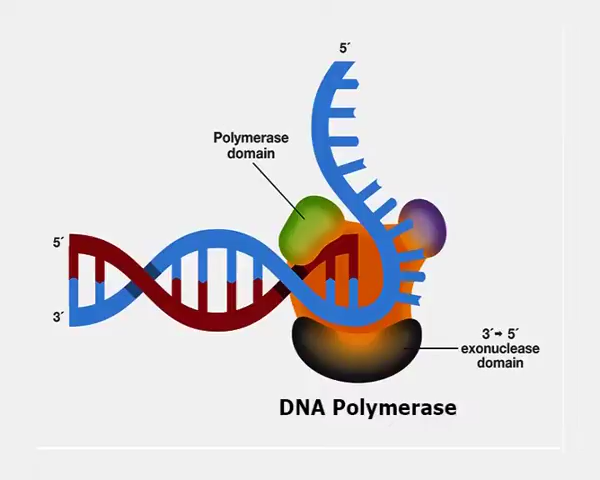 5´
Polymerase
domain
5´
3´
3´→ 5´
exonuclease
domain
DNA Polymerase